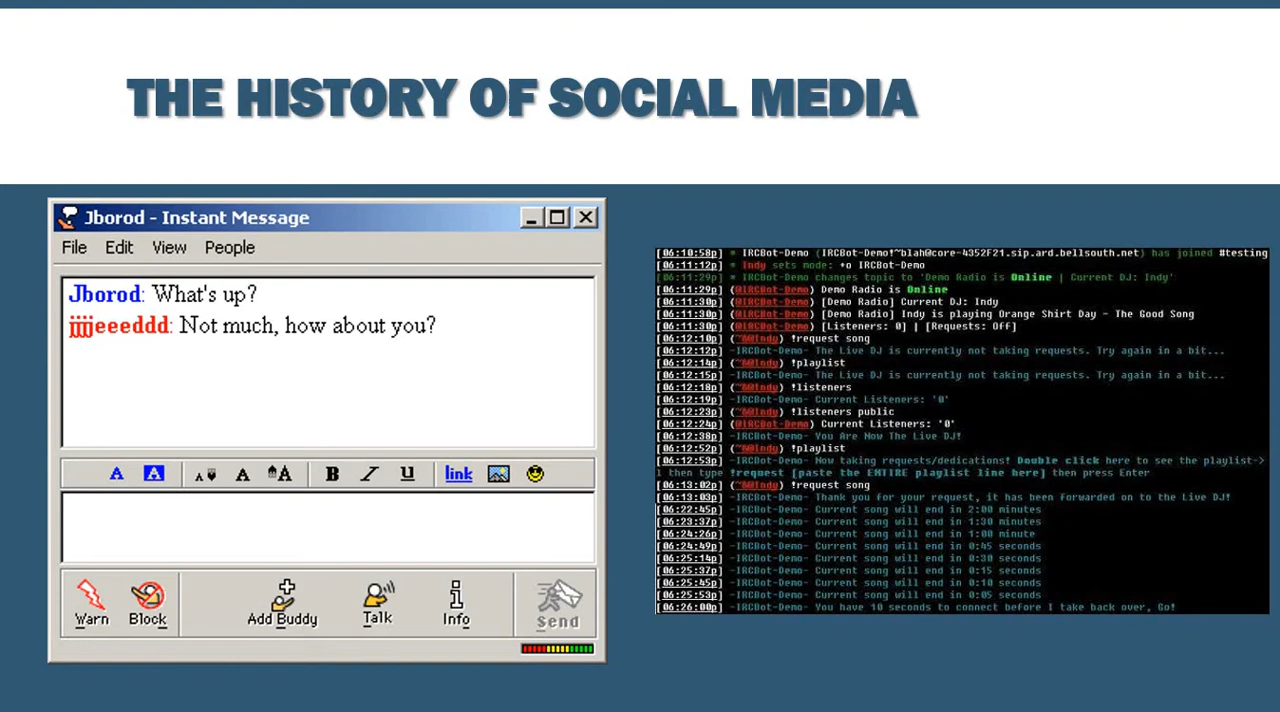 THE HISTORY OF SOCIAL MEDIA
Jborod - Instant Message
File Edit View People
Jborod: What's up?
jjjjeeeddd: Not much, how about you?
A A A A A B I U link
Warn Block Add Buddy Talk Info Send
[06:10:58p] * IRCBot-Demo (IRCBot-Demo!~blah@core-4352F21.sip.ard.bellsouth.net) has joined #testing
[06:11:12p] * Indy sets mode: +o IRCBot-Demo
[06:11:29p] * IRCBot-Demo changes topic to 'Demo Radio is Online | Current DJ: Indy'
[06:11:29p] (@IRCBot-Demo) Demo Radio is Online
[06:11:30p] (@IRCBot-Demo) [Demo Radio] Current DJ: Indy
[06:11:30p] (@IRCBot-Demo) [Demo Radio] Indy is playing Orange Shirt Day - The Good Song
[06:11:30p] (@IRCBot-Demo) [Listeners: 0] | [Requests: Off]
[06:12:10p] (~&@Indy) !request song
[06:12:12p] -IRCBot-Demo- The Live DJ is currently not taking requests. Try again in a bit...
[06:12:14p] (~&@Indy) !playlist
[06:12:15p] -IRCBot-Demo- The Live DJ is currently not taking requests. Try again in a bit...
[06:12:18p] (~&@Indy) !listeners
[06:12:19p] -IRCBot-Demo- Current Listeners: '0'
[06:12:23p] (~&@Indy) !listeners public
[06:12:24p] (@IRCBot-Demo) Current Listeners: '0'
[06:12:38p] -IRCBot-Demo- You Are Now The Live DJ!
[06:12:52p] (~&@Indy) !playlist
[06:12:53p] -IRCBot-Demo- Now taking requests/dedications! Double click here to see the playlist->
l then type !request [paste the ENTIRE playlist line here] then press Enter
[06:13:02p] (~&@Indy) !request song
[06:13:03p] -IRCBot-Demo- Thank you for your request, it has been forwarded on to the Live DJ!
[06:22:45p] -IRCBot-Demo- Current song will end in 2:00 minutes
[06:23:37p] -IRCBot-Demo- Current song will end in 1:30 minutes
[06:24:26p] -IRCBot-Demo- Current song will end in 1:00 minute
[06:24:49p] -IRCBot-Demo- Current song will end in 0:45 seconds
[06:25:14p] -IRCBot-Demo- Current song will end in 0:30 seconds
[06:25:37p] -IRCBot-Demo- Current song will end in 0:15 seconds
[06:25:45p] -IRCBot-Demo- Current song will end in 0:10 seconds
[06:25:53p] -IRCBot-Demo- Current song will end in 0:05 seconds
[06:26:00p] -IRCBot-Demo- You have 10 seconds to connect before I take back over, Go!